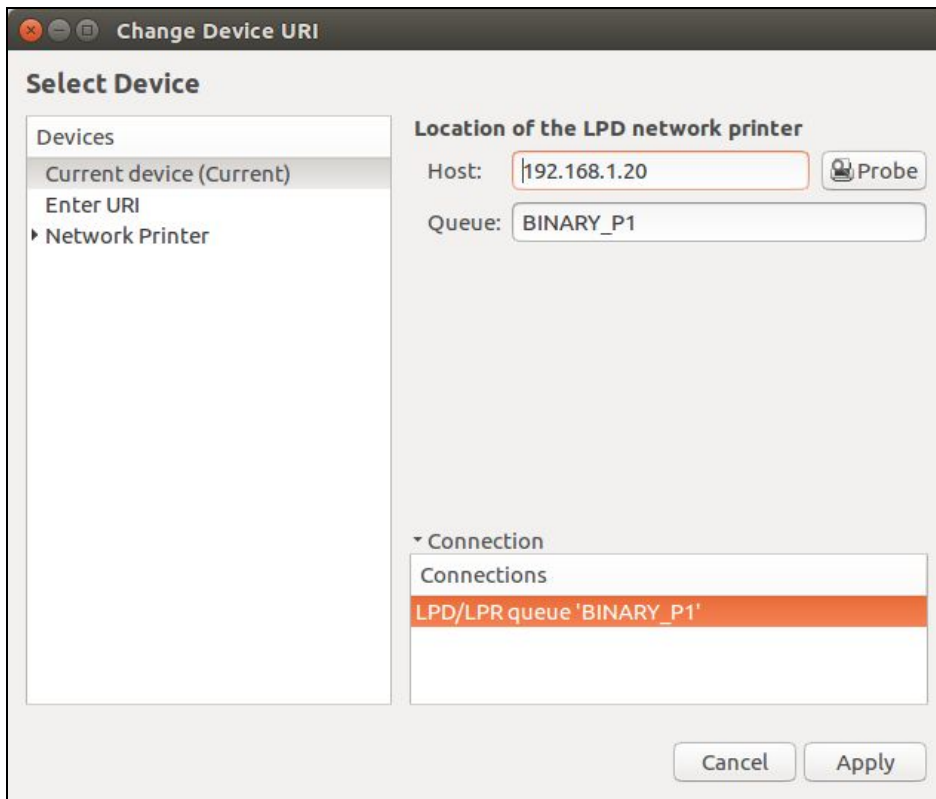 Change Device URI
Select Device
Devices
Current device (Current)
Enter URI
Network Printer
Location of the LPD network printer
Host: 192.168.1.20 Probe
Queue: BINARY_P1
Connection
Connections
LPD/LPR queue 'BINARY_P1'
Cancel Apply